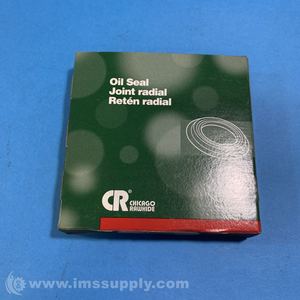 Oil Seal
Joint radial
Retén radial
CR® CHICAGO
RAWHIDE
© www.imssupply.com